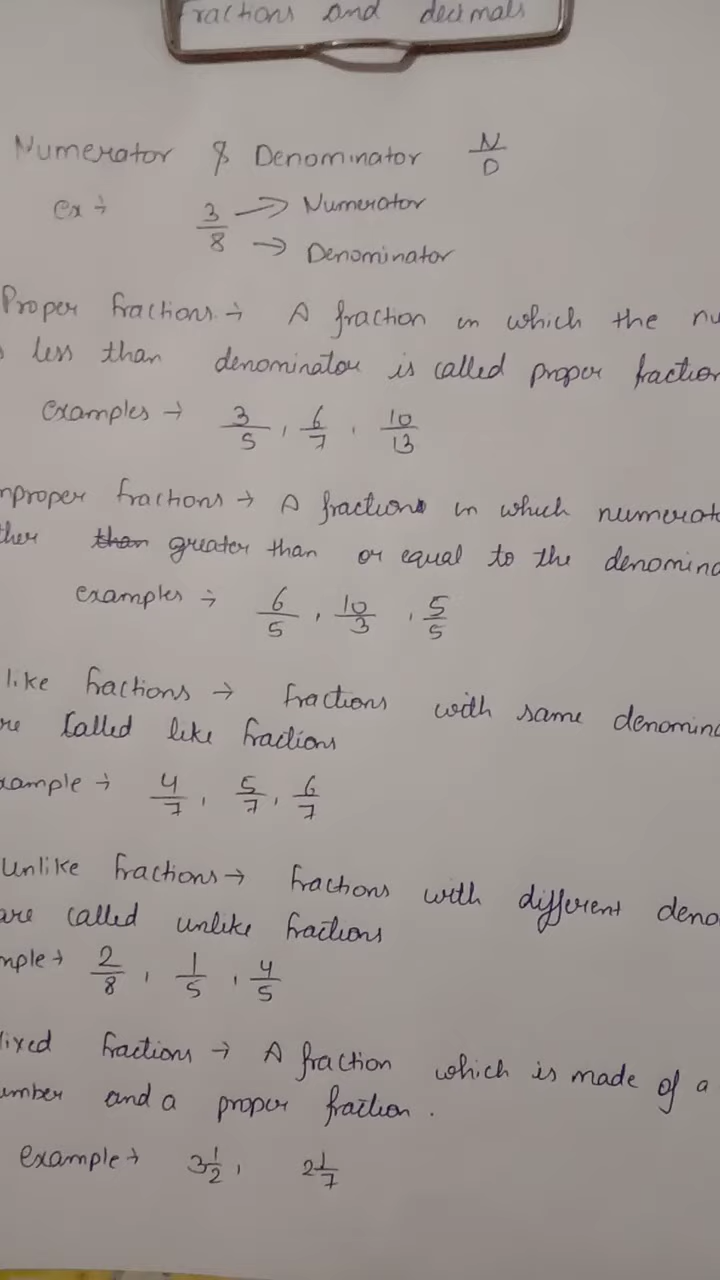 ractions and decimals
Numerator & Denominator N/D
ex → 3/8 → Numerator
→ Denominator
Proper fractions → A fraction in which the nu
less than denominator is called proper fraction
examples → 3/5, 6/7, 10/13
mproper fractions → A fraction in which numerat
ther than greater than or equal to the denomin
examples → 6/5, 10/3, 5/5
like fractions → fractions with same denomin
re called like fractions
xample → 4/7, 5/7, 6/7
Unlike fractions → fractions with different deno
are called unlike fractions
mple → 2/8, 1/5, 4/5
ixed fractions → A fraction which is made of a
umber and a proper fraction.
example → 3 1/2, 2 1/7